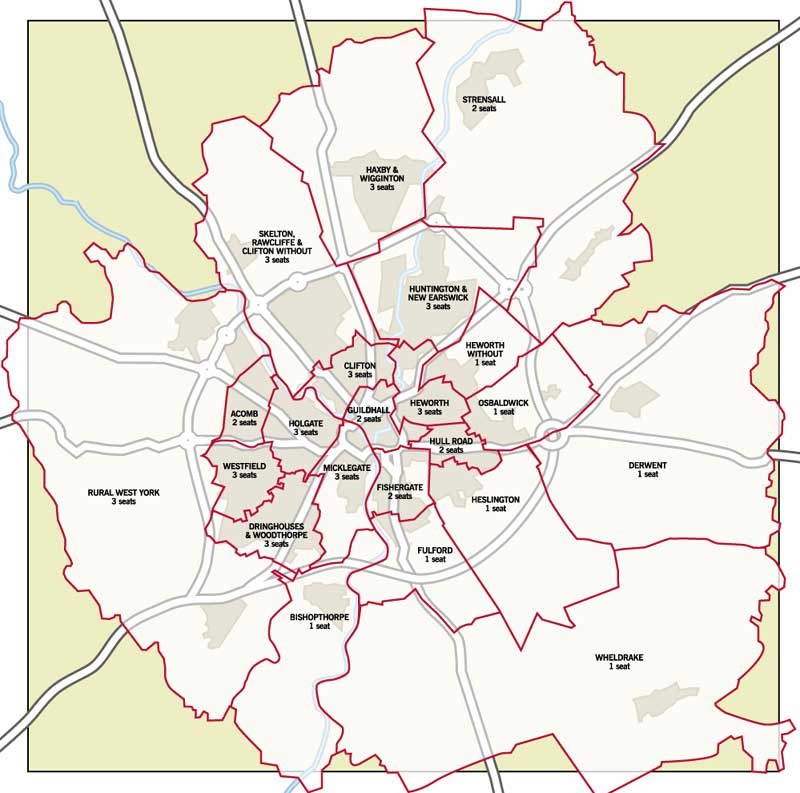 STRENSALL
2 seats
HAXBY &
WIGGINTON
3 seats
SKELTON,
RAWCLIFFE &
CLIFTON WITHOUT
3 seats
HUNTINGTON &
NEW EARSWICK
3 seats
HEWORTH
WITHOUT
1 seat
CLIFTON
3 seats
ACOMB
2 seats
HOLGATE
3 seats
GUILDHALL
2 seats
HEWORTH
3 seats
OSBALDWICK
1 seat
HULL ROAD
2 seats
WESTFIELD
3 seats
MICKLEGATE
3 seats
FISHERGATE
2 seats
HESLINGTON
1 seat
DERWENT
1 seat
RURAL WEST YORK
3 seats
DRINGHOUSES
& WOODTHORPE
3 seats
FULFORD
1 seat
BISHOPTHORPE
1 seat
WHELDRAKE
1 seat